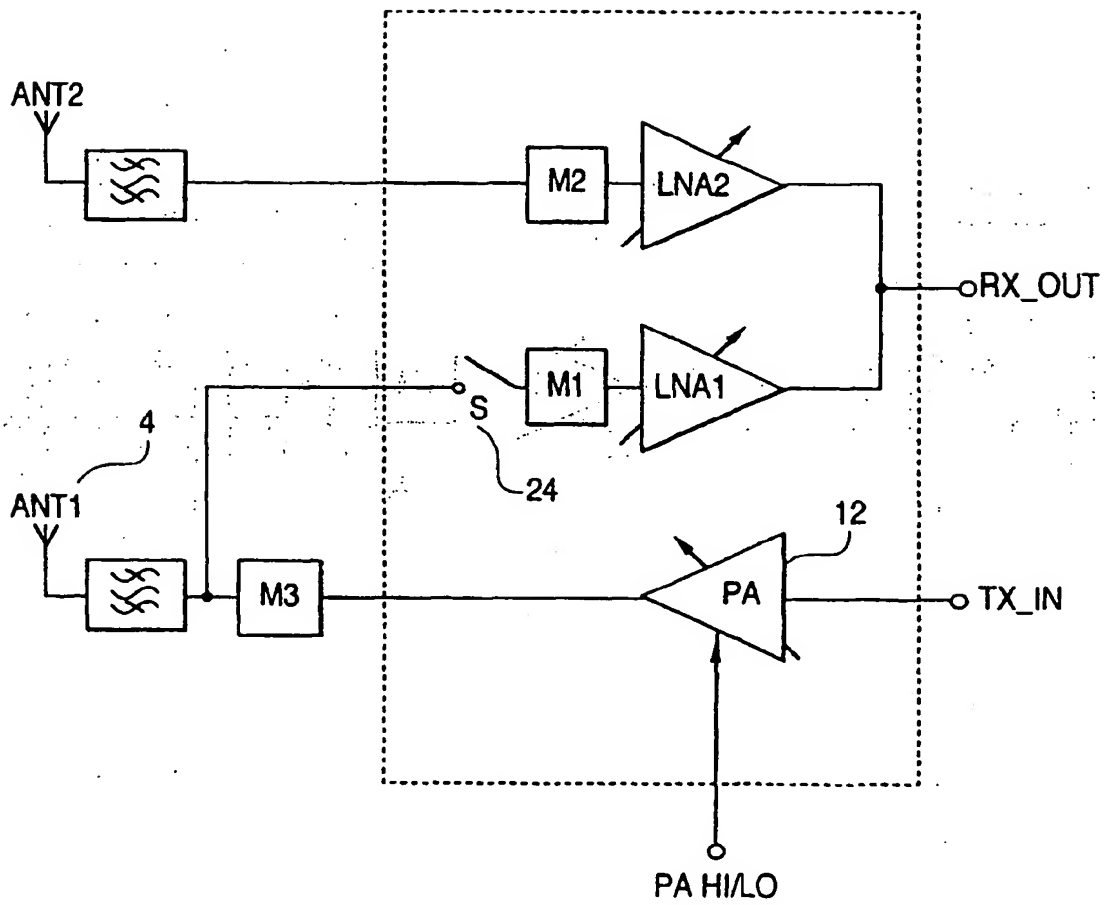 ANT2
M2
LNA2
RX_OUT
M1
LNA1
S
4
24
ANT1
12
M3
PA
TX_IN
PA HI/LO